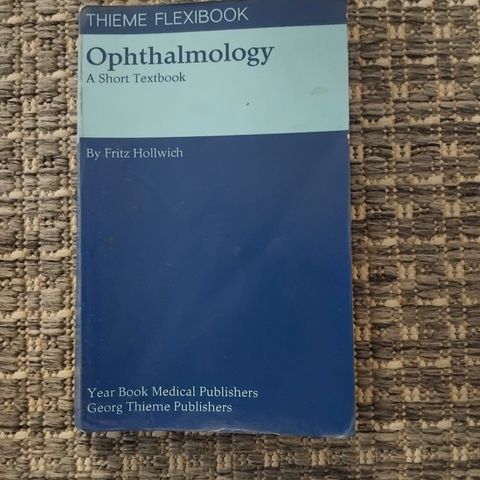 THIEME FLEXIBOOK
Ophthalmology
A Short Textbook
By Fritz Hollwich
Year Book Medical Publishers
Georg Thieme Publishers